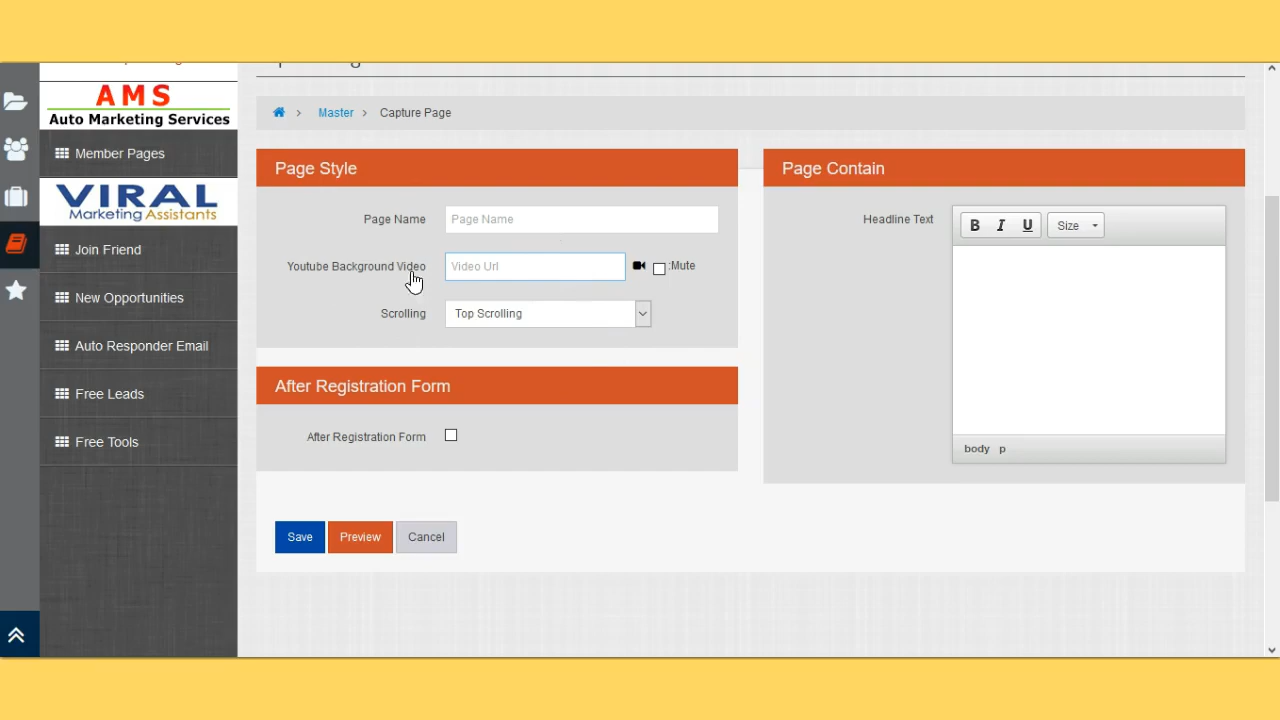 AMS
Auto Marketing Services
Member Pages
VIRAL
Marketing Assistants
Join Friend
New Opportunities
Auto Responder Email
Free Leads
Free Tools
Master > Capture Page
Page Style
Page Name Page Name
Youtube Background Video Video Url :Mute
Scrolling Top Scrolling
After Registration Form
After Registration Form
Save Preview Cancel
Page Contain
Headline Text B I U Size
body p